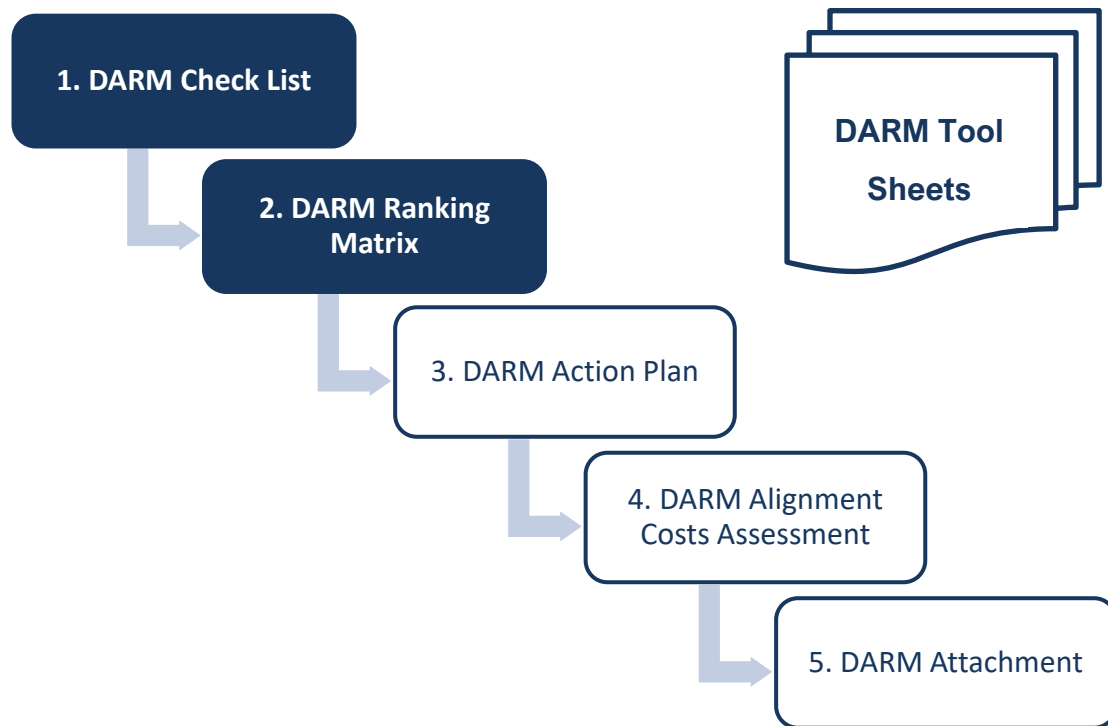 1. DARM Check List
DARM Tool
Sheets
2. DARM Ranking
Matrix
3. DARM Action Plan
4. DARM Alignment
Costs Assessment
5. DARM Attachment